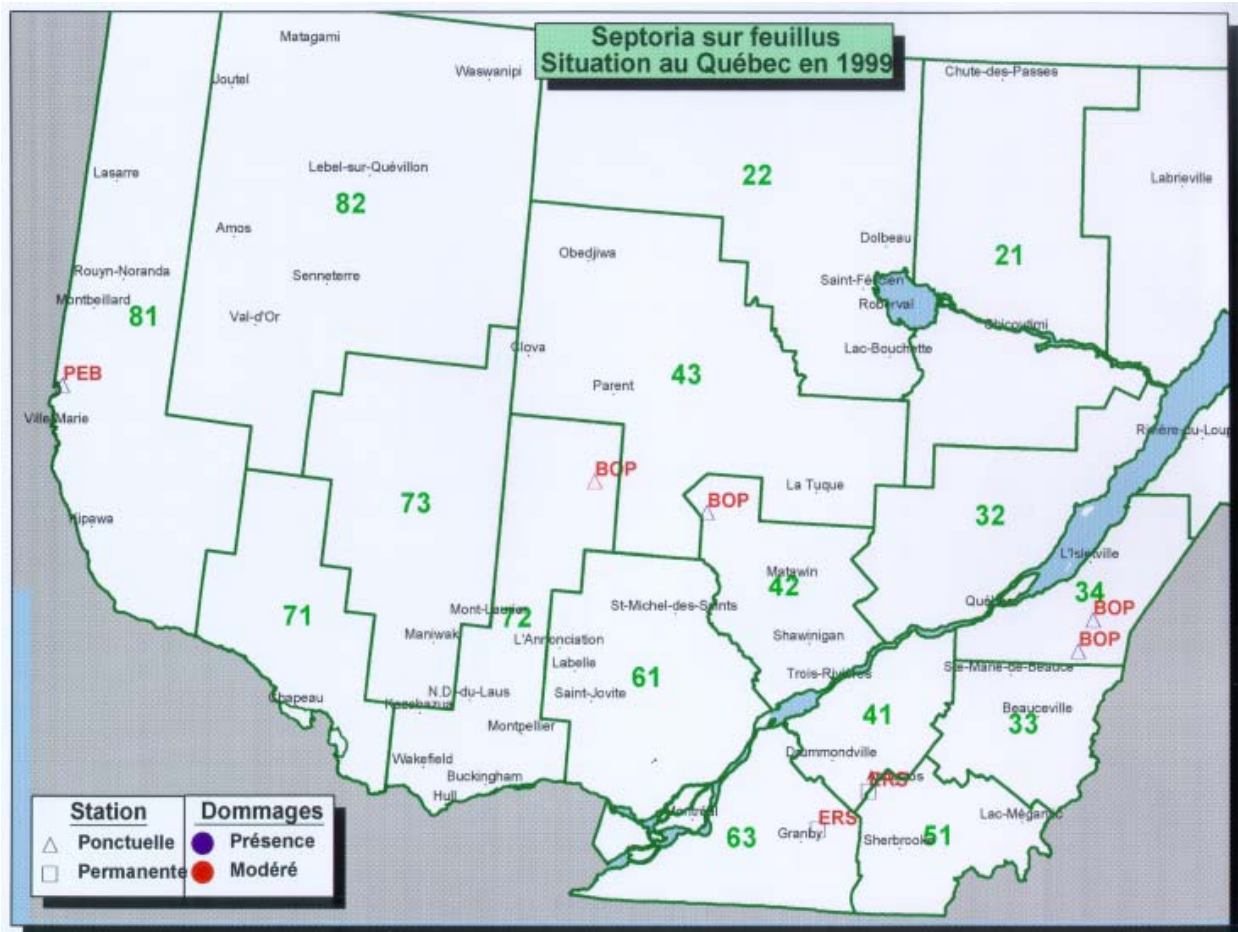 Septoria sur feuillus
Situation au Québec en 1999
Matagami
Waswanipi
Joutel
Chute-des-Passes
Lasarre
Lebel-sur-Quévillon
22
Labrieville
82
Amos
Dolbeau
21
Obedjiwa
Rouyn-Noranda
Senneterre
Saint-Félicien
Montbeillard
Roberval
81
Val-d'Or
Chicoutimi
Clova
Lac-Bouchette
PEB
43
Parent
Ville-Marie
Rivière-du-Loup
BOP
La Tuque
BOP
73
32
Kipawa
L'Isletville
Matawin
42
34
Québec
BOP
71
Mont-Laurier
72
St-Michel-des-Saints
Maniwak
L'Annonciation
Shawinigan
BOP
Labelle
61
Trois-Rivières
Ste-Marie-de-Beauce
Chapeau
N.D.-du-Laus
Saint-Jovite
Kazabazua
41
Beauceville
33
Montpellier
Drummondville
Wakefield
Buckingham
ERS
Hull
Montréal
ERS
Lac-Mégantic
63
Granby
Sherbrooke
51
Station
Dommages
Ponctuelle
Présence
Permanente
Modéré